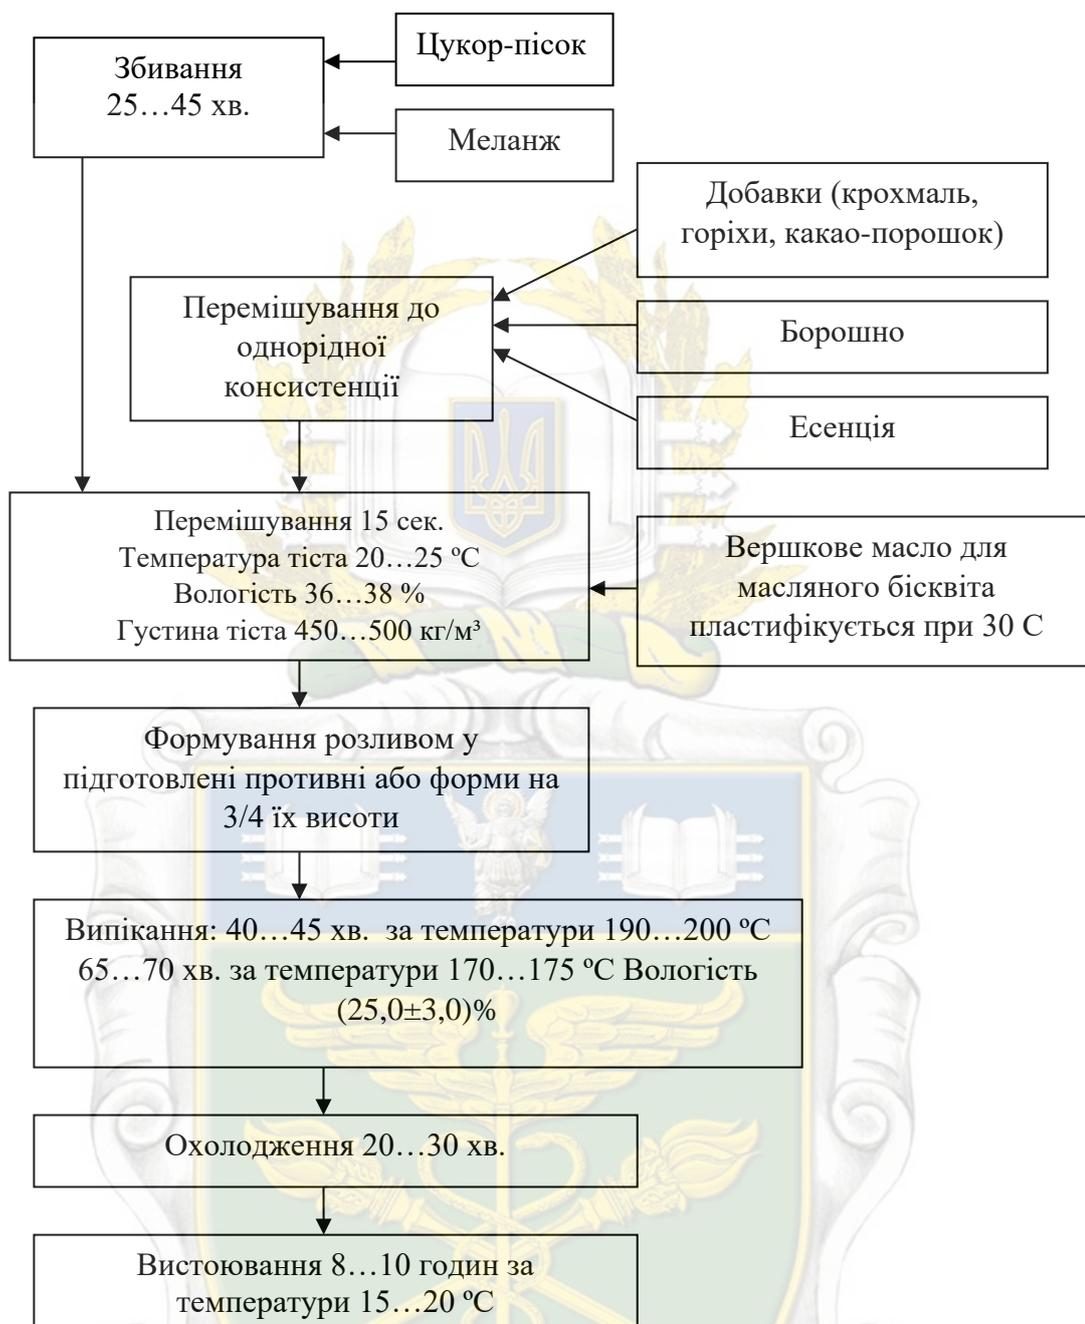 Цукор-пісок
Збивання
25…45 хв.
Меланж
Добавки (крохмаль,
горіхи, какао-порошок)
Перемішування до
однорідної
консистенції
Борошно
Есенція
Перемішування 15 сек.
Температура тіста 20…25 ºС
Вологість 36…38 %
Густина тіста 450…500 кг/м³
Вершкове масло для
масляного бісквіта
пластифікується при 30 С
Формування розливом у
підготовлені противні або форми на
3/4 їх висоти
Випікання: 40…45 хв. за температури 190…200 ºС
65…70 хв. за температури 170…175 ºС Вологість
(25,0±3,0)%
Охолодження 20…30 хв.
Вистоювання 8…10 годин за
температури 15…20 ºС